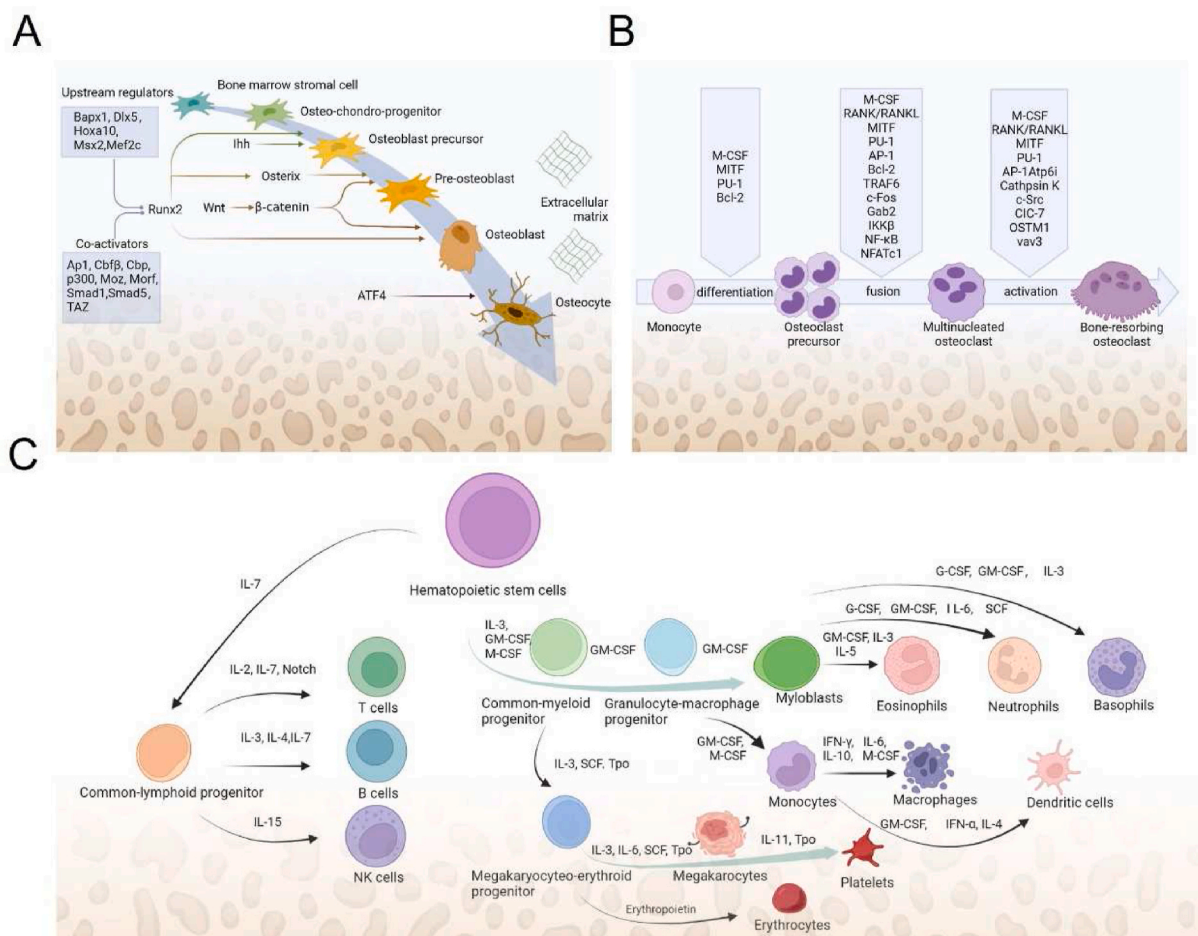 A
Upstream regulators
Bapx1, Dlx5,
Hoxa10,
Msx2,Mef2c
Bone marrow stromal cell
Osteo-chondro-progenitor
Osteoblast precursor
Ihh
Osterix
Pre-osteoblast
Runx2
Wnt
β-catenin
Extracellular
matrix
Osteoblast
Co-activators
Ap1, Cbfβ, Cbp,
p300, Moz, Morf,
Smad1,Smad5,
TAZ
ATF4
Osteocyte
B
M-CSF
MITF
PU-1
Bcl-2
M-CSF
RANK/RANKL
MITF
PU-1
AP-1
Bcl-2
TRAF6
c-Fos
Gab2
IKKβ
NF-κB
NFATc1
M-CSF
RANK/RANKL
MITF
PU-1
AP-1Atp6i
Cathpsin K
c-Src
CIC-7
OSTM1
vav3
differentiation
fusion
activation
Monocyte
Osteoclast
precursor
Multinucleated
osteoclast
Bone-resorbing
osteoclast
C
Hematopoietic stem cells
IL-7
IL-2, IL-7, Notch
T cells
IL-3, IL-4,IL-7
B cells
Common-lymphoid progenitor
IL-15
NK cells
IL-3,
GM-CSF,
M-CSF
GM-CSF
GM-CSF
Common-myeloid
progenitor
Granulocyte-macrophage
progenitor
Myloblasts
G-CSF, GM-CSF, IL-3
G-CSF, GM-CSF, I L-6, SCF
GM-CSF, IL-3
IL-5
Eosinophils
Neutrophils
Basophils
GM-CSF,
M-CSF
IL-3, SCF, Tpo
Monocytes
IFN-γ, IL-6,
IL-10, M-CSF
Macrophages
Dendritic cells
GM-CSF, IFN-α, IL-4
IL-3, IL-6, SCF, Tpo
IL-11, Tpo
Megakaryocyteo-erythroid
progenitor
Megakarocytes
Platelets
Erythropoietin
Erythrocytes